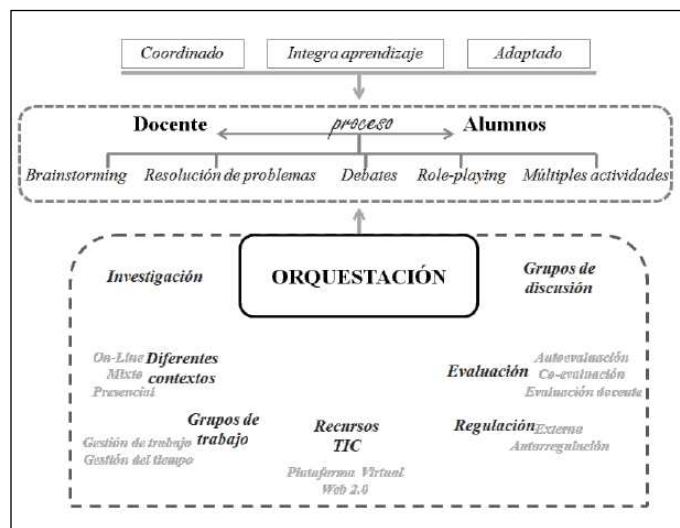 Coordinado
Integra aprendizaje
Adaptado
Docente
proceso
Alumnos
Brainstorming
Resolución de problemas
Debates
Role-playing
Múltiples actividades
Investigación
ORQUESTACIÓN
Grupos de
discusión
On-Line
Mixto
Presencial
Diferentes
contextos
Evaluación
Autoevaluación
Co-evaluación
Evaluación docente
Grupos de
trabajo
Gestión de trabajo
Gestión del tiempo
Recursos
TIC
Plataforma Virtual
Web 2.0
Regulación
Externa
Autorregulación